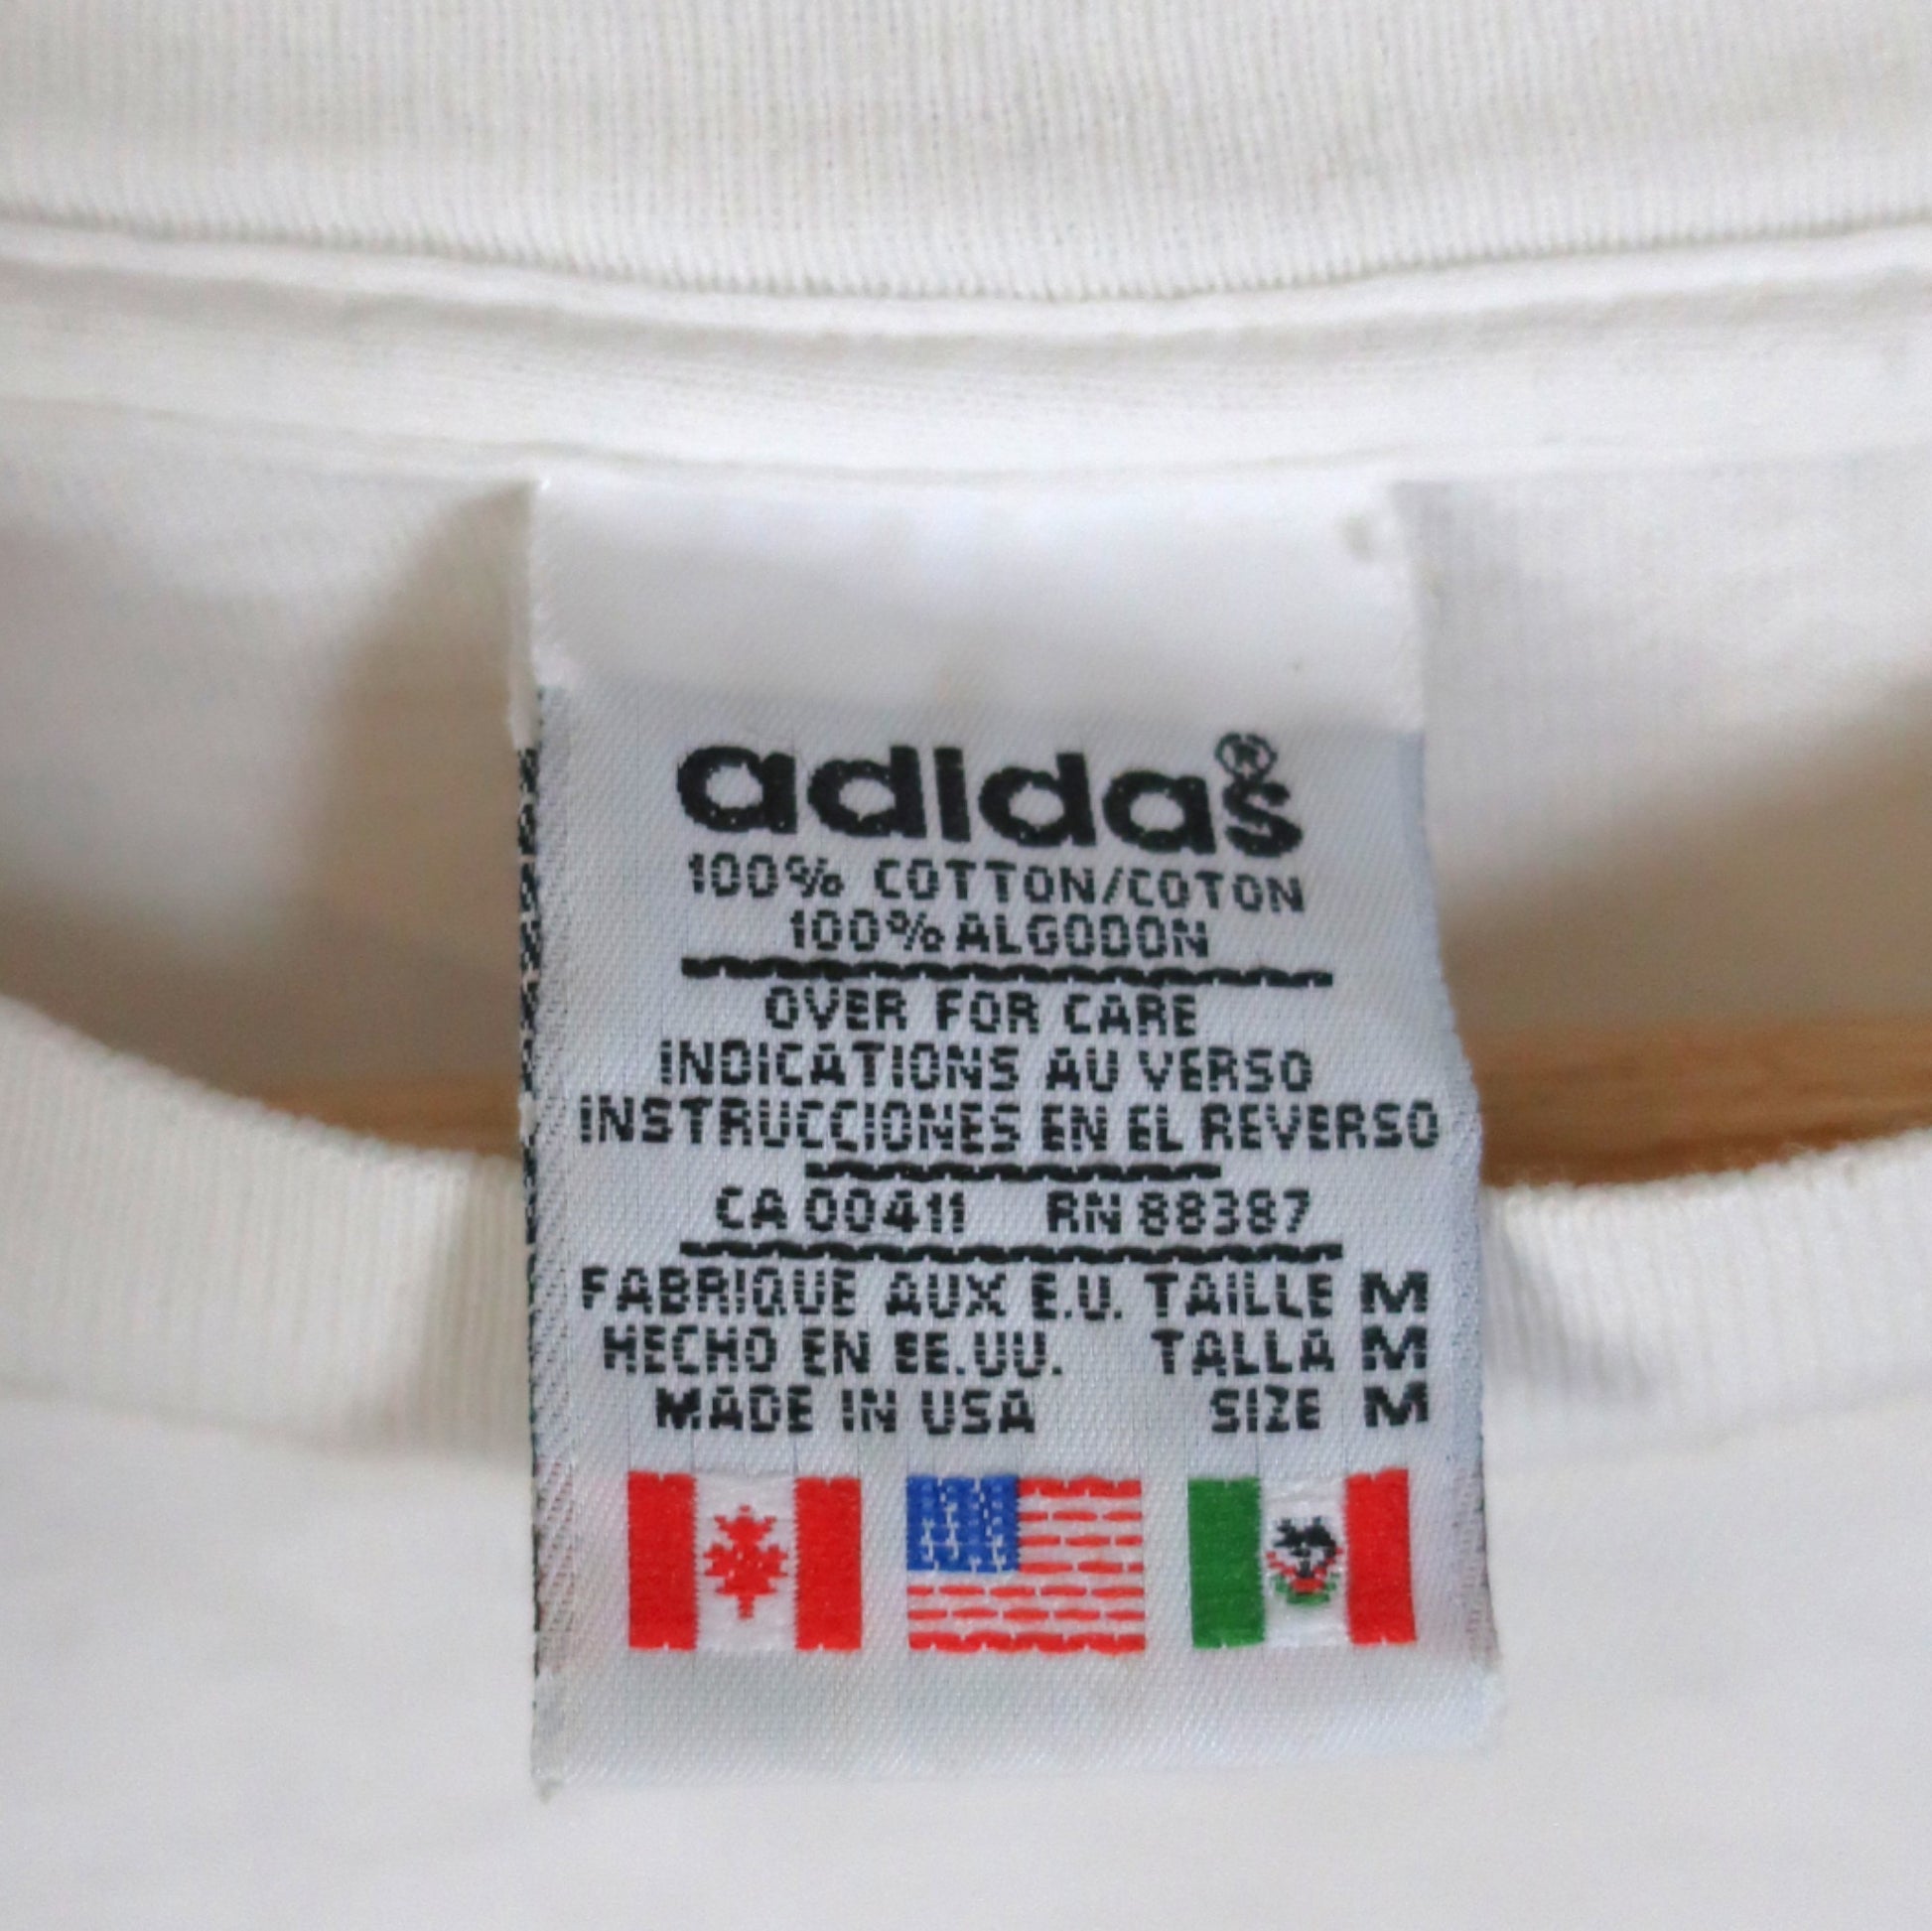 adidas®
100% COTTON/COTON
100% ALGODON
OVER FOR CARE
INDICATIONS AU VERSO
INSTRUCCIONES EN EL REVERSO
CA 00411 RN 88387
FABRIQUE AUX E.U. TAILLE M
HECHO EN EE.UU. TALLA M
MADE IN USA SIZE M